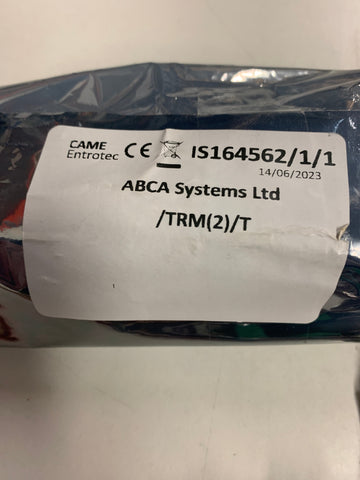 CAME
Entrotec
CE
IS164562/1/1
14/06/2023
ABCA Systems Ltd
/TRM(2)/T